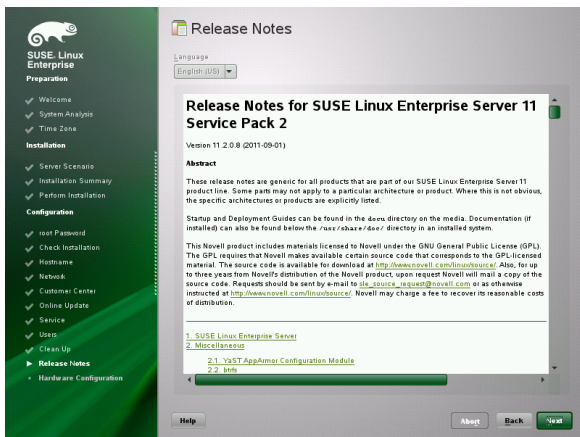 SUSE. Linux
Enterprise
Preparation
Welcome
System Analysis
Time Zone
Installation
Server Scenario
Installation Summary
Perform Installation
Configuration
root Password
Check Installation
Hostname
Network
Customer Center
Online Update
Service
Users
Clean Up
Release Notes
Hardware Configuration
Release Notes
Language
English (US)
Release Notes for SUSE Linux Enterprise Server 11
Service Pack 2
Version 11.2.0.8 (2011-09-01)
Abstract
These release notes are generic for all products that are part of our SUSE Linux Enterprise Server 11
product line. Some parts may not apply to a particular architecture or product. Where this is not obvious,
the specific architectures or products are explicitly listed.
Startup and Deployment Guides can be found in the docu directory on the media. Documentation (if
installed) can also be found below the /usr/share/doc/ directory in an installed system.
This Novell product includes materials licensed to Novell under the GNU General Public License (GPL).
The GPL requires that Novell makes available certain source code that corresponds to the GPL-licensed
material. The source code is available for download at http://www.novell.com/linux/source/. Also, for up
to three years from Novell's distribution of the Novell product, upon request Novell will mail a copy of the
source code. Requests should be sent by e-mail to sle_source_request@novell.com or as otherwise
instructed at http://www.novell.com/linux/source/. Novell may charge a fee to recover its reasonable costs
of distribution.
1. SUSE Linux Enterprise Server
2. Miscellaneous
2.1. YaST AppArmor Configuration Module
2.2. btrfs
Help
Abort
Back
Next